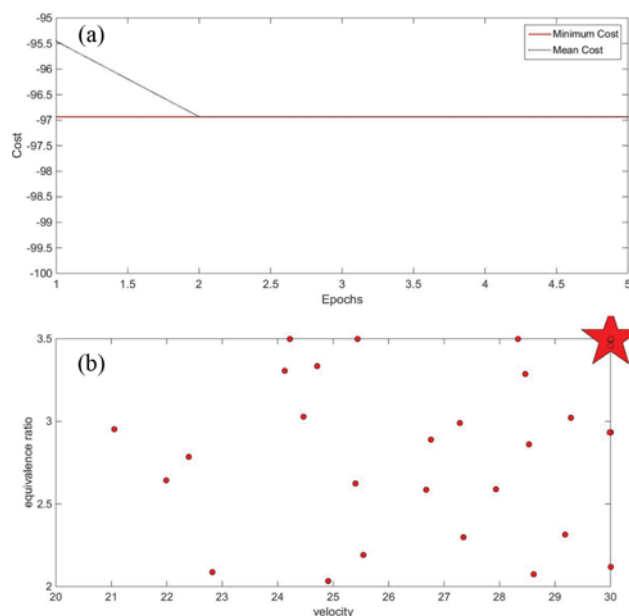 (a)
Minimum Cost
Mean Cost
-95
-95.5
-96
-96.5
-97
-97.5
-98
-98.5
-99
-99.5
-100
Cost
1 1.5 2 2.5 3 3.5 4 4.5 5
Epochs
(b)
3.5
3
2.5
2
equivalence ratio
20 21 22 23 24 25 26 27 28 29 30
velocity